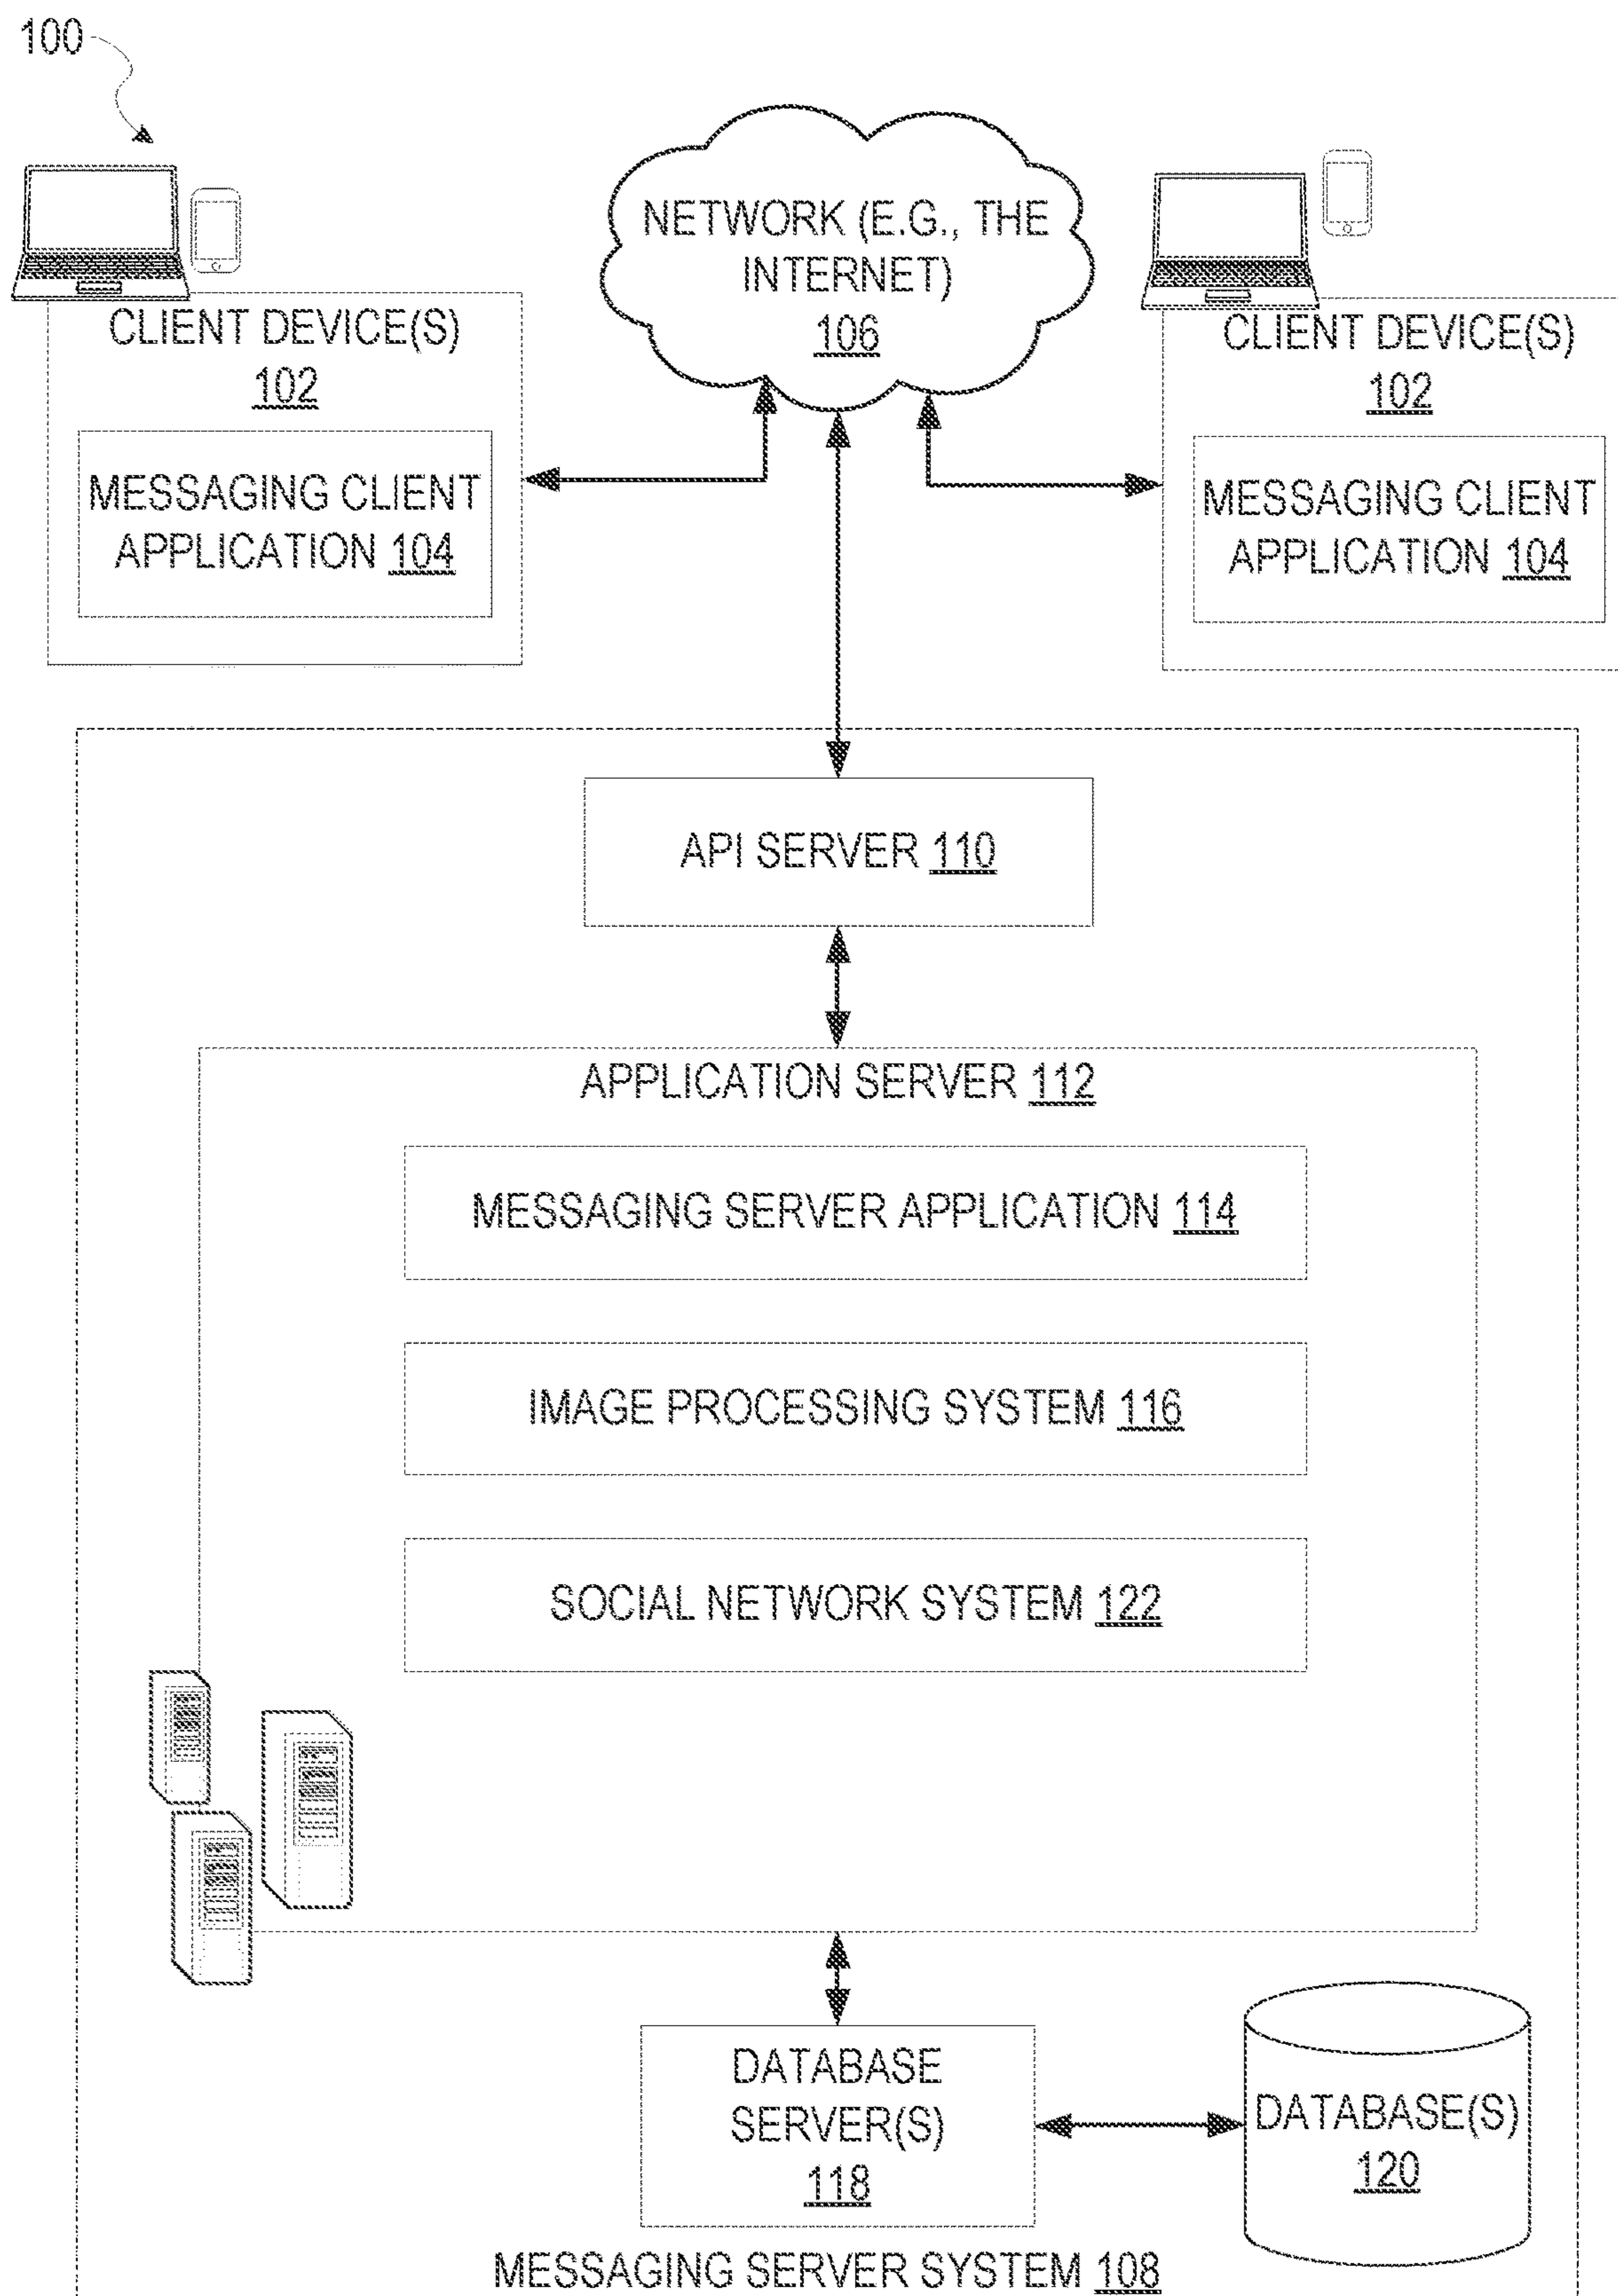 100
NETWORK (E.G., THE
INTERNET)
106
CLIENT DEVICE(S)
102
MESSAGING CLIENT
APPLICATION 104
CLIENT DEVICE(S)
102
MESSAGING CLIENT
APPLICATION 104
API SERVER 110
APPLICATION SERVER 112
MESSAGING SERVER APPLICATION 114
IMAGE PROCESSING SYSTEM 116
SOCIAL NETWORK SYSTEM 122
DATABASE
SERVER(S)
118
DATABASE(S)
120
MESSAGING SERVER SYSTEM 108